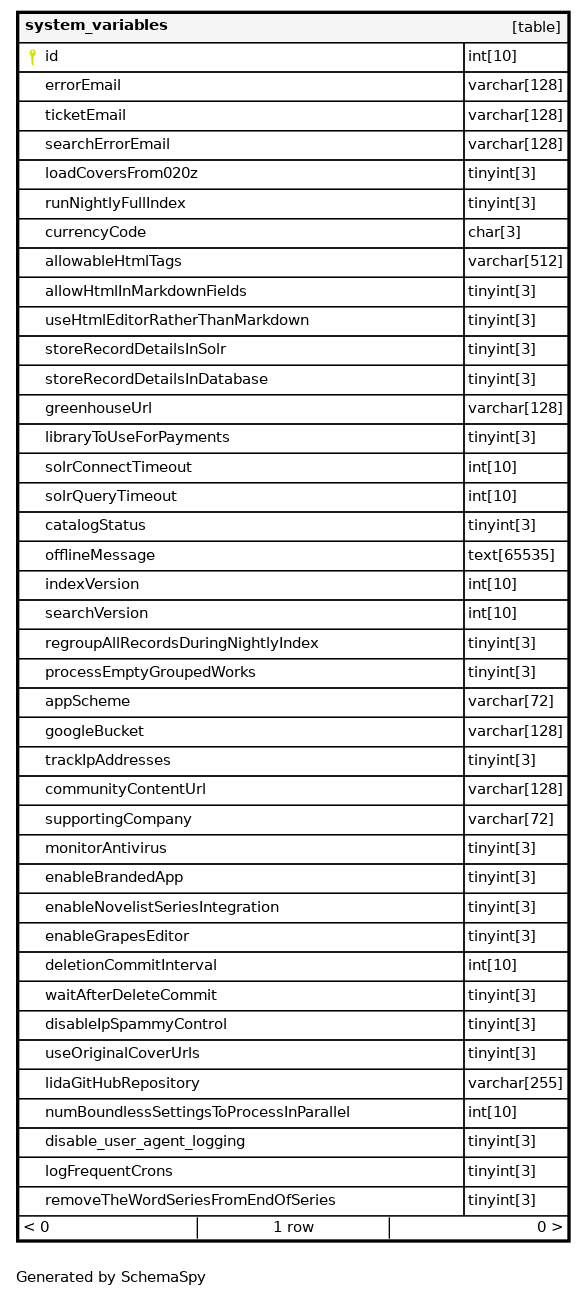 system_variables [table]
id int[10]
errorEmail varchar[128]
ticketEmail varchar[128]
searchErrorEmail varchar[128]
loadCoversFrom020z tinyint[3]
runNightlyFullIndex tinyint[3]
currencyCode char[3]
allowableHtmlTags varchar[512]
allowHtmlInMarkdownFields tinyint[3]
useHtmlEditorRatherThanMarkdown tinyint[3]
storeRecordDetailsInSolr tinyint[3]
storeRecordDetailsInDatabase tinyint[3]
greenhouseUrl varchar[128]
libraryToUseForPayments tinyint[3]
solrConnectTimeout int[10]
solrQueryTimeout int[10]
catalogStatus tinyint[3]
offlineMessage text[65535]
indexVersion int[10]
searchVersion int[10]
regroupAllRecordsDuringNightlyIndex tinyint[3]
processEmptyGroupedWorks tinyint[3]
appScheme varchar[72]
googleBucket varchar[128]
trackIpAddresses tinyint[3]
communityContentUrl varchar[128]
supportingCompany varchar[72]
monitorAntivirus tinyint[3]
enableBrandedApp tinyint[3]
enableNovelistSeriesIntegration tinyint[3]
enableGrapesEditor tinyint[3]
deletionCommitInterval int[10]
waitAfterDeleteCommit tinyint[3]
disableIpSpammyControl tinyint[3]
useOriginalCoverUrls tinyint[3]
lidaGitHubRepository varchar[255]
numBoundlessSettingsToProcessInParallel int[10]
disable_user_agent_logging tinyint[3]
logFrequentCrons tinyint[3]
removeTheWordSeriesFromEndOfSeries tinyint[3]
< 0 1 row 0 >
Generated by SchemaSpy